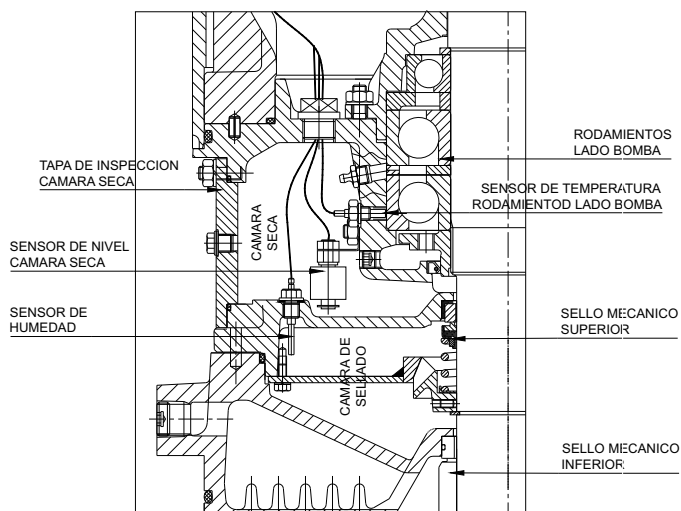 TAPA DE INSPECCION
CAMARA SECA
SENSOR DE NIVEL
CAMARA SECA
SENSOR DE
HUMEDAD
CAMARA
SECA
CAMARA DE
SELLADO
RODAMIENTOS
LADO BOMBA
SENSOR DE TEMPERATURA
RODAMIENTOD LADO BOMBA
SELLO MECANICO
SUPERIOR
SELLO MECANICO
INFERIOR